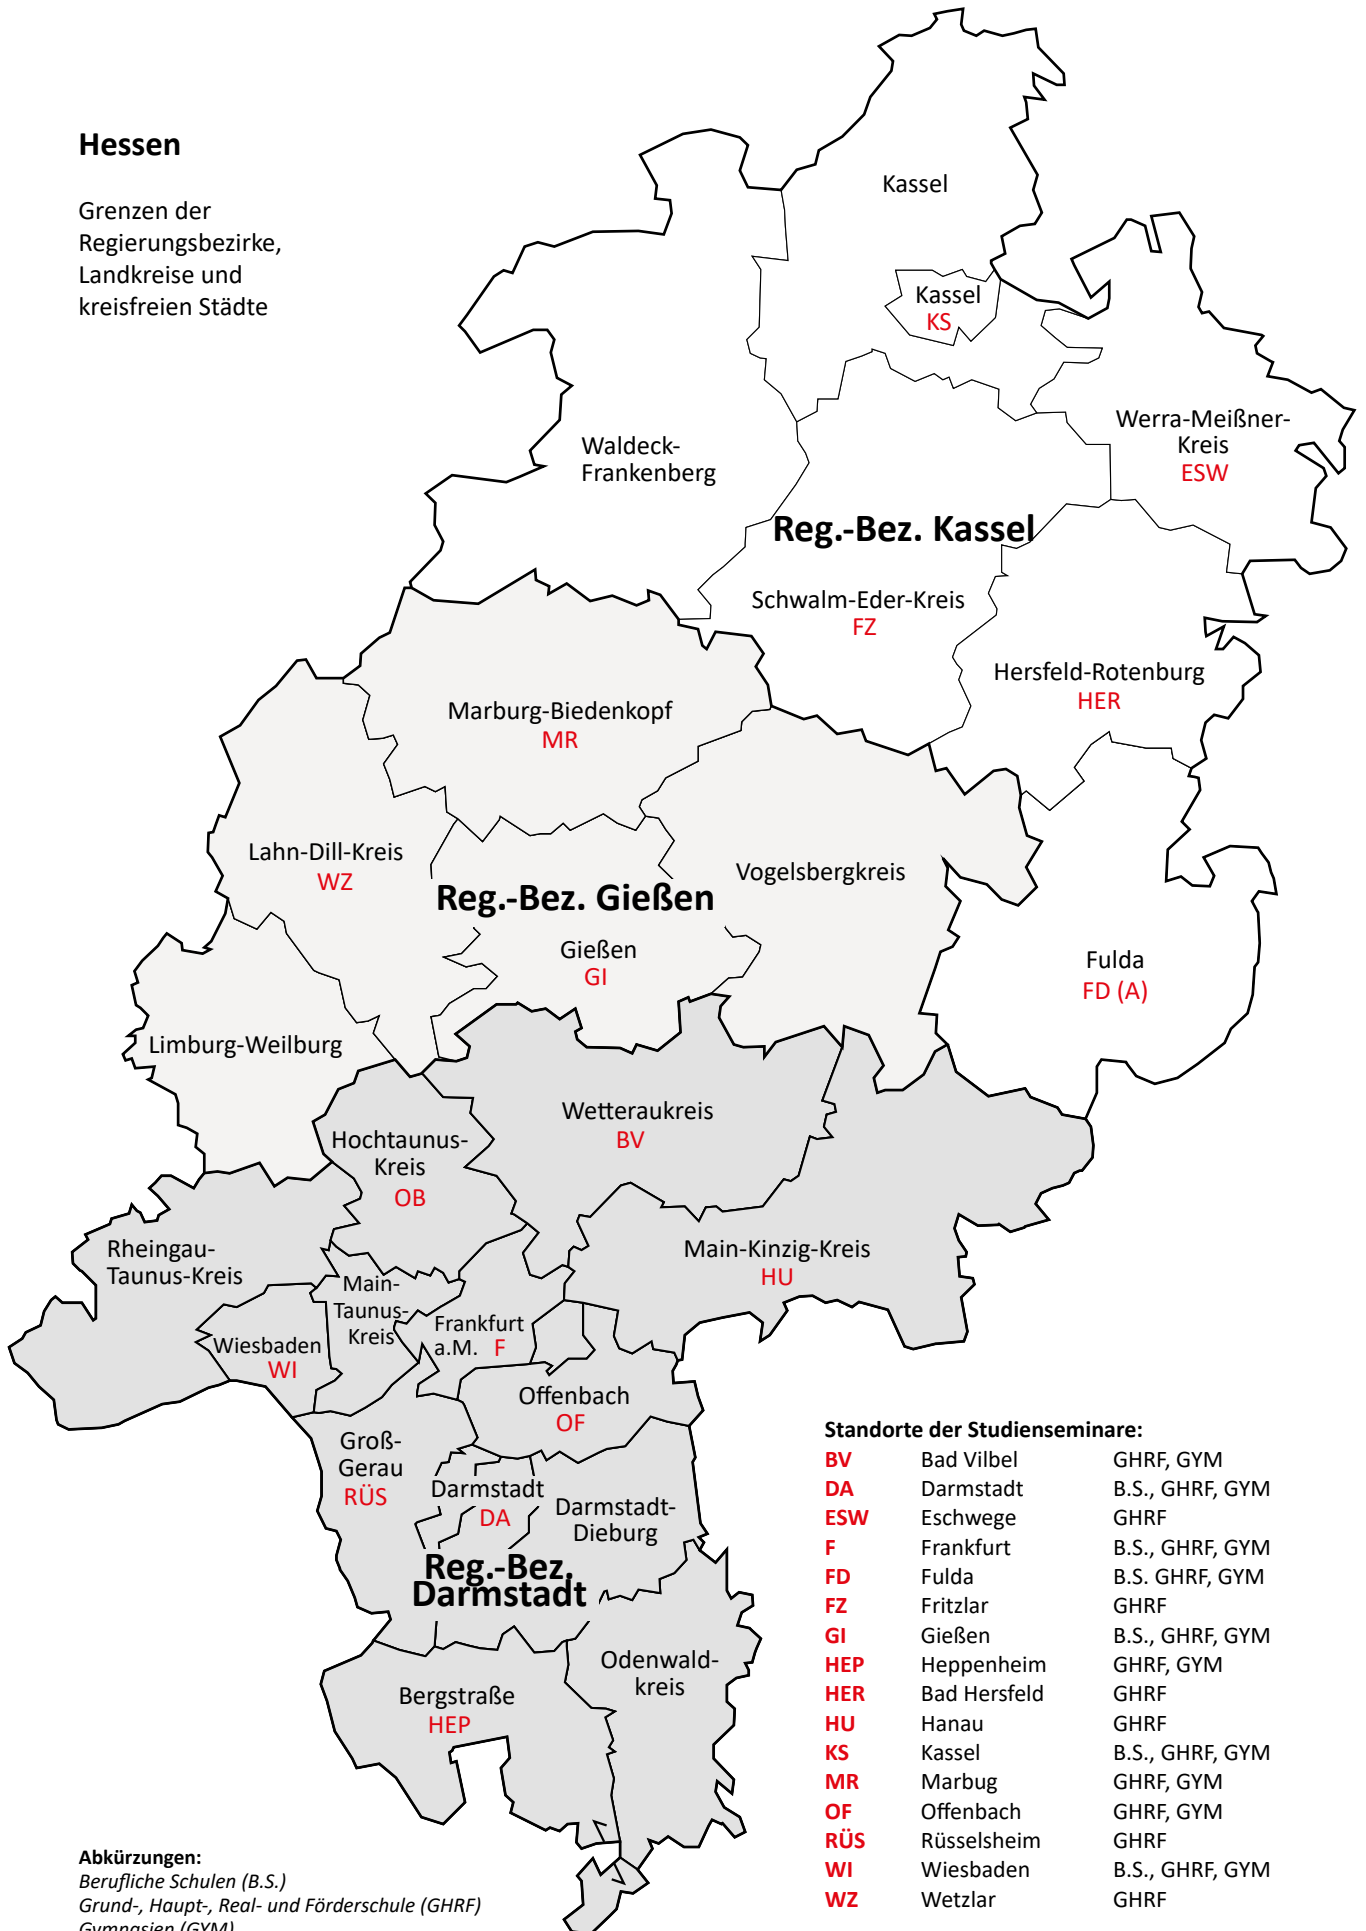 Hessen
Grenzen der
Regierungsbezirke,
Landkreise und
kreisfreien Städte
Kassel
Kassel
KS
Werra-Meißner-
Kreis
ESW
Waldeck-
Frankenberg
Reg.-Bez. Kassel
Schwalm-Eder-Kreis
FZ
Hersfeld-Rotenburg
HER
Marburg-Biedenkopf
MR
Lahn-Dill-Kreis
WZ
Vogelsbergkreis
Reg.-Bez. Gießen
Gießen
GI
Fulda
FD (A)
Limburg-Weilburg
Wetteraukreis
BV
Hochtaunus-
Kreis
OB
Rheingau-
Taunus-Kreis
Main-Kinzig-Kreis
HU
Main-
Taunus-
Kreis
Frankfurt
a.M. F
Wiesbaden
WI
Offenbach
OF
Groß-
Gerau
RÜS
Darmstadt
DA
Darmstadt-
Dieburg
Reg.-Bez.
Darmstadt
Odenwald-
kreis
Bergstraße
HEP
Standorte der Studienseminare:
BV Bad Vilbel GHRF, GYM
DA Darmstadt B.S., GHRF, GYM
ESW Eschwege GHRF
F Frankfurt B.S., GHRF, GYM
FD Fulda B.S. GHRF, GYM
FZ Fritzlar GHRF
GI Gießen B.S., GHRF, GYM
HEP Heppenheim GHRF, GYM
HER Bad Hersfeld GHRF
HU Hanau GHRF
KS Kassel B.S., GHRF, GYM
MR Marbug GHRF, GYM
OF Offenbach GHRF, GYM
RÜS Rüsselsheim GHRF
WI Wiesbaden B.S., GHRF, GYM
WZ Wetzlar GHRF
Abkürzungen:
Berufliche Schulen (B.S.)
Grund-, Haupt-, Real- und Förderschule (GHRF)
Gymnasien (GYM)